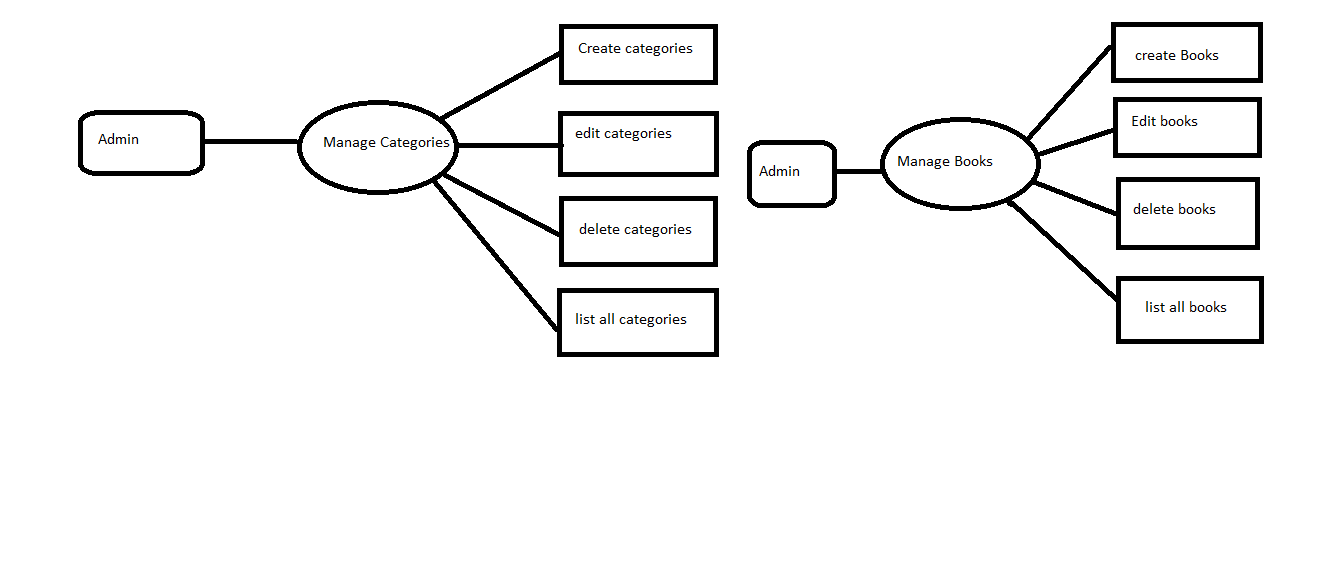 Admin
Manage Categories
Create categories
edit categories
delete categories
list all categories
Admin
Manage Books
create Books
Edit books
delete books
list all books